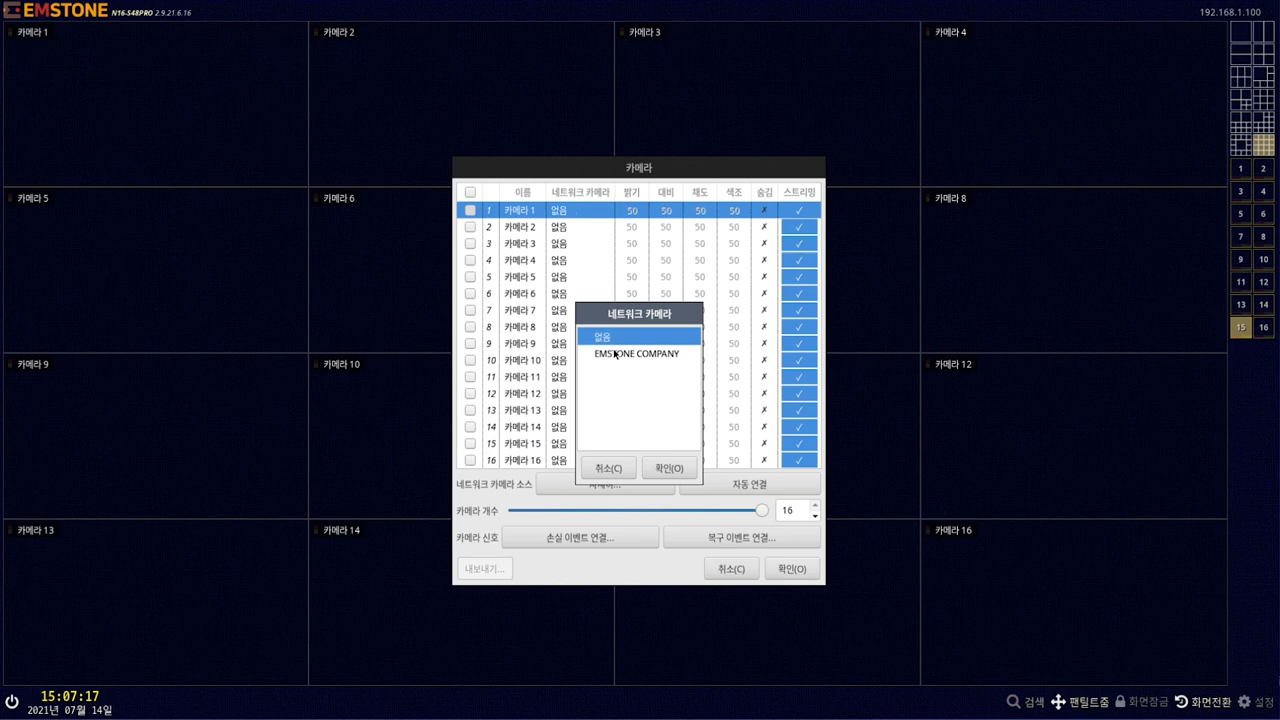 EMSTONE N16-S48PRO 2.9.21.6.16
192.168.1.100
카메라 1
카메라 2
카메라 3
카메라 4
카메라 5
카메라 6
카메라 8
카메라 9
카메라 10
카메라 12
카메라 13
카메라 14
카메라 16
카메라
이름 네트워크 카메라 밝기 대비 채도 색조 숨김 스트리밍
1 카메라 1 없음 50 50 50 50 ✗ ✓
2 카메라 2 없음 50 50 50 50 ✗ ✓
3 카메라 3 없음 50 50 50 50 ✗ ✓
4 카메라 4 없음 50 50 50 50 ✗ ✓
5 카메라 5 없음 50 50 50 50 ✗ ✓
6 카메라 6 없음 50 50 50 50 ✗ ✓
7 카메라 7 없음 50 ✗ ✓
8 카메라 8 없음 50 ✗ ✓
9 카메라 9 없음 50 ✗ ✓
10 카메라 10 없음 50 ✗ ✓
11 카메라 11 없음 50 ✗ ✓
12 카메라 12 없음 50 ✗ ✓
13 카메라 13 없음 50 ✗ ✓
14 카메라 14 없음 50 ✗ ✓
15 카메라 15 없음 50 ✗ ✓
16 카메라 16 없음 50 ✗ ✓
네트워크 카메라
없음
EMSTONE COMPANY
취소(C) 확인(O)
네트워크 카메라 소스 자동 연결
카메라 개수 16
카메라 신호 손실 이벤트 연결... 복구 이벤트 연결...
내보내기... 취소(C) 확인(O)
1 2
3 4
5 6
7 8
9 10
11 12
13 14
15 16
15:07:17
2021년 07월 14일
검색 팬틸트줌 화면잠금 화면전환 설정